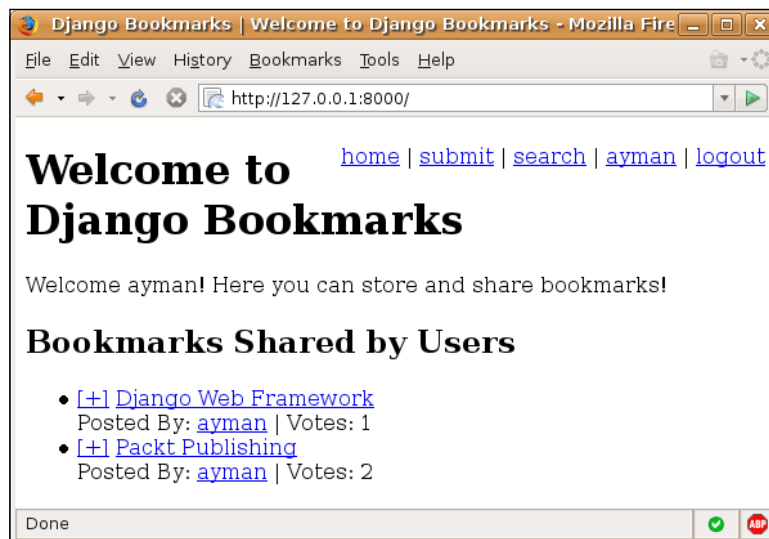 Django Bookmarks | Welcome to Django Bookmarks - Mozilla Fire
File Edit View History Bookmarks Tools Help
http://127.0.0.1:8000/
home | submit | search | ayman | logout
Welcome to
Django Bookmarks
Welcome ayman! Here you can store and share bookmarks!
Bookmarks Shared by Users
[+] Django Web Framework
Posted By: ayman | Votes: 1
[+] Packt Publishing
Posted By: ayman | Votes: 2
Done
ABP